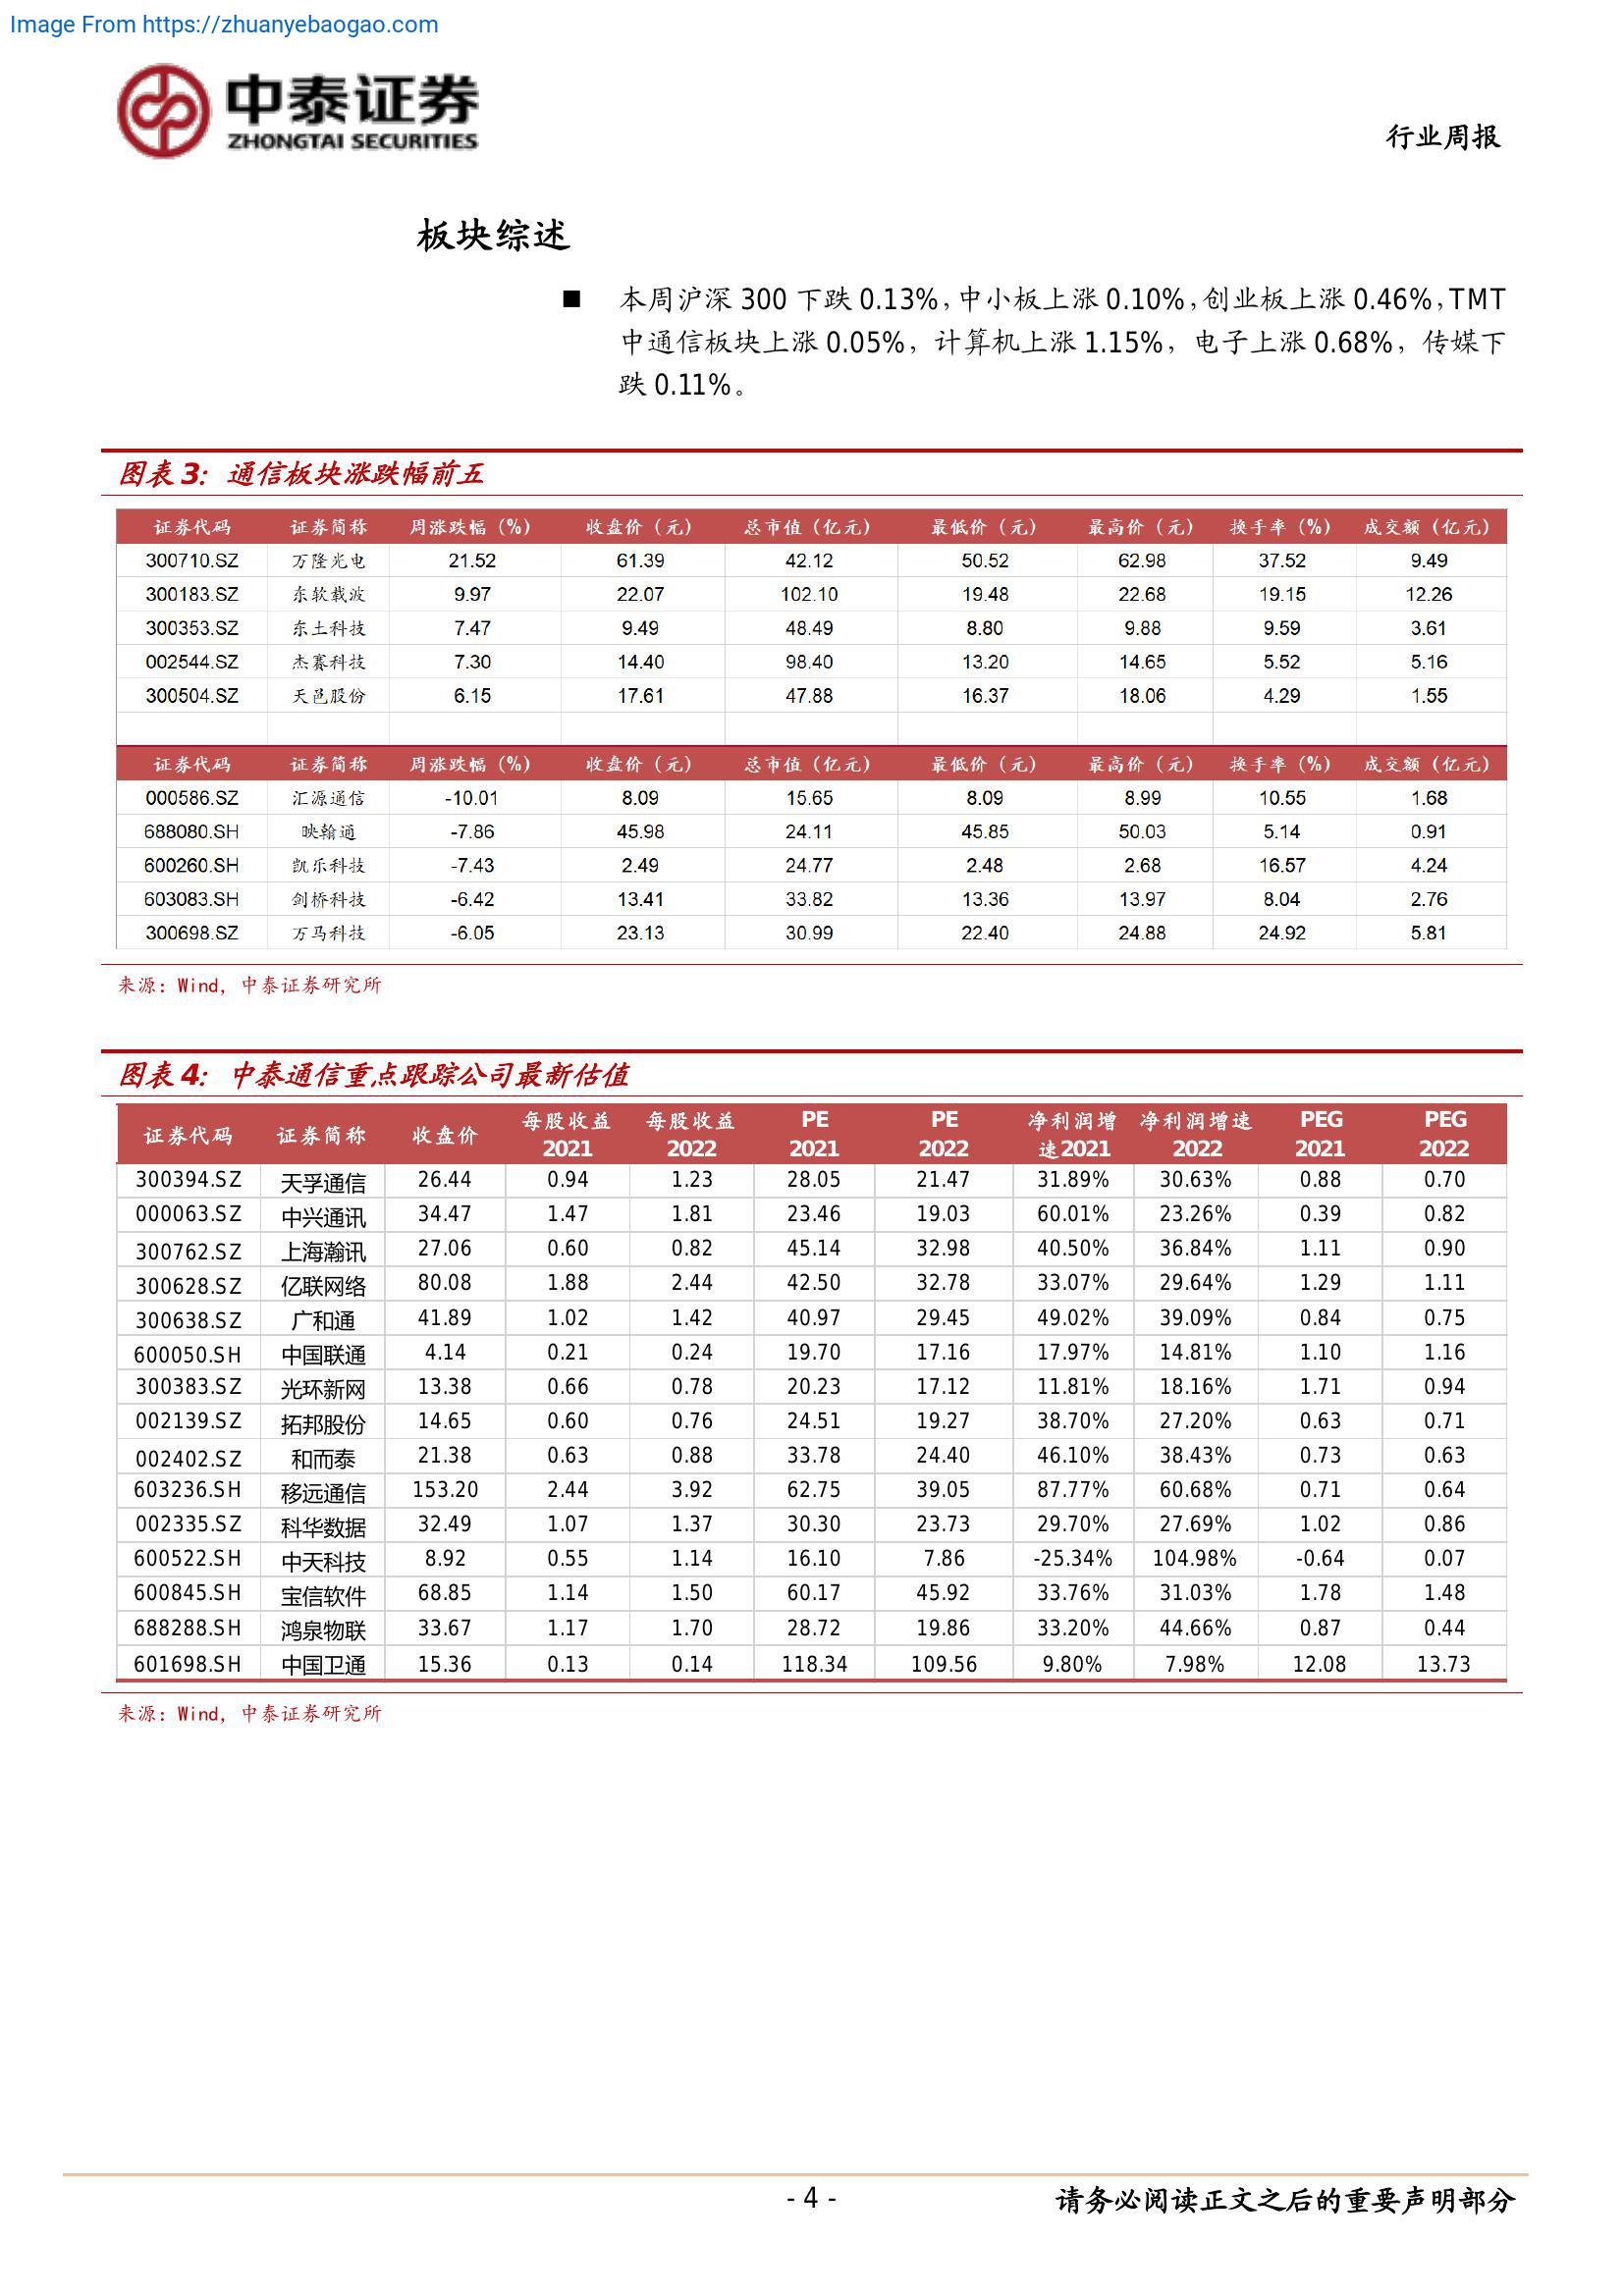 Image From https://zhuanyebaogao.com
中泰证券
ZHONGTAI SECURITIES
行业周报
板块综述
■ 本周沪深 300 下跌 0.13%，中小板上涨 0.10%，创业板上涨 0.46%，TMT
中通信板块上涨 0.05%，计算机上涨 1.15%，电子上涨 0.68%，传媒下
跌 0.11%。
图表 3：通信板块涨跌幅前五
证券代码 证券简称 周涨跌幅（%） 收盘价（元） 总市值（亿元） 最低价（元） 最高价（元） 换手率（%） 成交额（亿元）
300710.SZ 万隆光电 21.52 61.39 42.12 50.52 62.98 37.52 9.49
300183.SZ 东软载波 9.97 22.07 102.10 19.48 22.68 19.15 12.26
300353.SZ 东土科技 7.47 9.49 48.49 8.80 9.88 9.59 3.61
002544.SZ 杰赛科技 7.30 14.40 98.40 13.20 14.65 5.52 5.16
300504.SZ 天邑股份 6.15 17.61 47.88 16.37 18.06 4.29 1.55
证券代码 证券简称 周涨跌幅（%） 收盘价（元） 总市值（亿元） 最低价（元） 最高价（元） 换手率（%） 成交额（亿元）
000586.SZ 汇源通信 -10.01 8.09 15.65 8.09 8.99 10.55 1.68
688080.SH 映翰通 -7.86 45.98 24.11 45.85 50.03 5.14 0.91
600260.SH 凯乐科技 -7.43 2.49 24.77 2.48 2.68 16.57 4.24
603083.SH 剑桥科技 -6.42 13.41 33.82 13.36 13.97 8.04 2.76
300698.SZ 万马科技 -6.05 23.13 30.99 22.40 24.88 24.92 5.81
来源：Wind，中泰证券研究所
图表 4：中泰通信重点跟踪公司最新估值
证券代码 证券简称 收盘价 每股收益 2021 每股收益 2022 PE 2021 PE 2022 净利润增速2021 净利润增速 2022 PEG 2021 PEG 2022
300394.SZ 天孚通信 26.44 0.94 1.23 28.05 21.47 31.89% 30.63% 0.88 0.70
000063.SZ 中兴通讯 34.47 1.47 1.81 23.46 19.03 60.01% 23.26% 0.39 0.82
300762.SZ 上海瀚讯 27.06 0.60 0.82 45.14 32.98 40.50% 36.84% 1.11 0.90
300628.SZ 亿联网络 80.08 1.88 2.44 42.50 32.78 33.07% 29.64% 1.29 1.11
300638.SZ 广和通 41.89 1.02 1.42 40.97 29.45 49.02% 39.09% 0.84 0.75
600050.SH 中国联通 4.14 0.21 0.24 19.70 17.16 17.97% 14.81% 1.10 1.16
300383.SZ 光环新网 13.38 0.66 0.78 20.23 17.12 11.81% 18.16% 1.71 0.94
002139.SZ 拓邦股份 14.65 0.60 0.76 24.51 19.27 38.70% 27.20% 0.63 0.71
002402.SZ 和而泰 21.38 0.63 0.88 33.78 24.40 46.10% 38.43% 0.73 0.63
603236.SH 移远通信 153.20 2.44 3.92 62.75 39.05 87.77% 60.68% 0.71 0.64
002335.SZ 科华数据 32.49 1.07 1.37 30.30 23.73 29.70% 27.69% 1.02 0.86
600522.SH 中天科技 8.92 0.55 1.14 16.10 7.86 -25.34% 104.98% -0.64 0.07
600845.SH 宝信软件 68.85 1.14 1.50 60.17 45.92 33.76% 31.03% 1.78 1.48
688288.SH 鸿泉物联 33.67 1.17 1.70 28.72 19.86 33.20% 44.66% 0.87 0.44
601698.SH 中国卫通 15.36 0.13 0.14 118.34 109.56 9.80% 7.98% 12.08 13.73
来源：Wind，中泰证券研究所
- 4 -
请务必阅读正文之后的重要声明部分